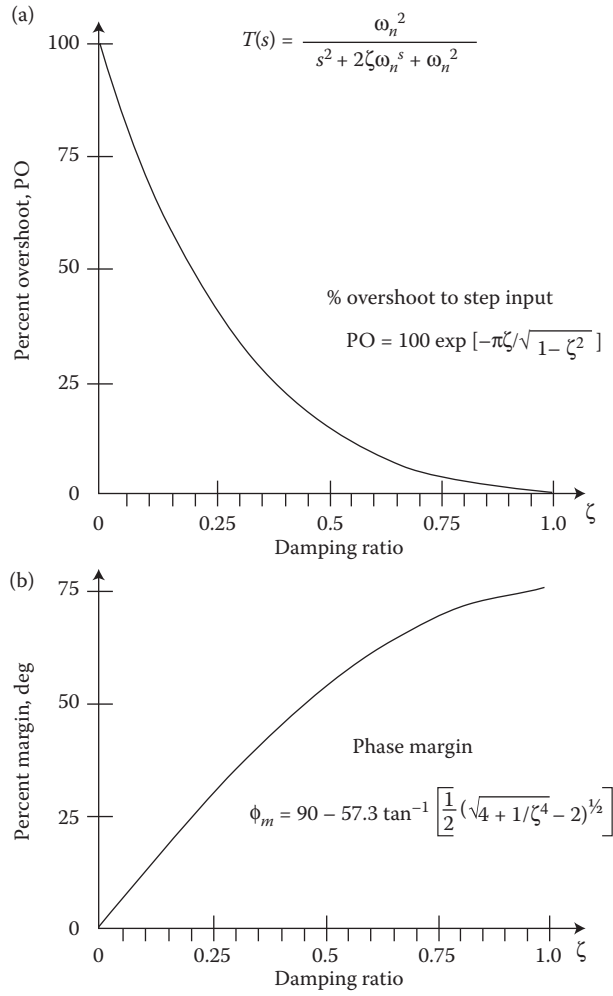 (a)
T(s) = ωn² / s² + 2ζωnˢ + ωn²
100
75
50
25
0
Percent overshoot, PO
% overshoot to step input
PO = 100 exp [−πζ/√1− ζ² ]
0 0.25 0.5 0.75 1.0 ζ
Damping ratio
(b)
75
50
25
0
Percent margin, deg
Phase margin
ϕm = 90 – 57.3 tan⁻¹ [1/2 (√4 + 1/ζ⁴ − 2)^½]
0 0.25 0.5 0.75 1.0 ζ
Damping ratio